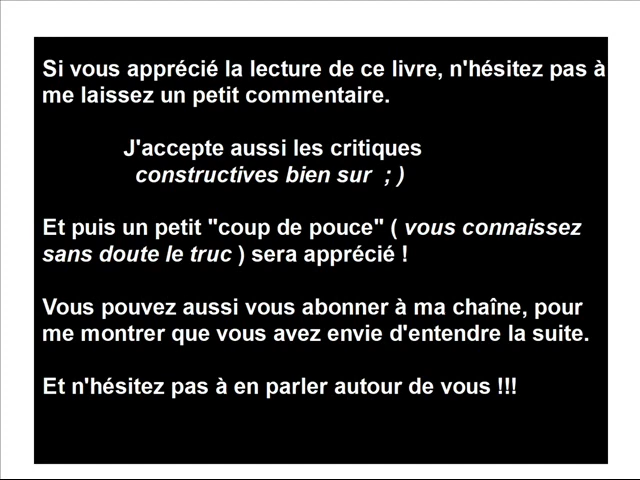 Si vous apprécié la lecture de ce livre, n'hésitez pas à
me laissez un petit commentaire.
J'accepte aussi les critiques
constructives bien sur ; )
Et puis un petit "coup de pouce" ( vous connaissez
sans doute le truc ) sera apprécié !
Vous pouvez aussi vous abonner à ma chaîne, pour
me montrer que vous avez envie d'entendre la suite.
Et n'hésitez pas à en parler autour de vous !!!